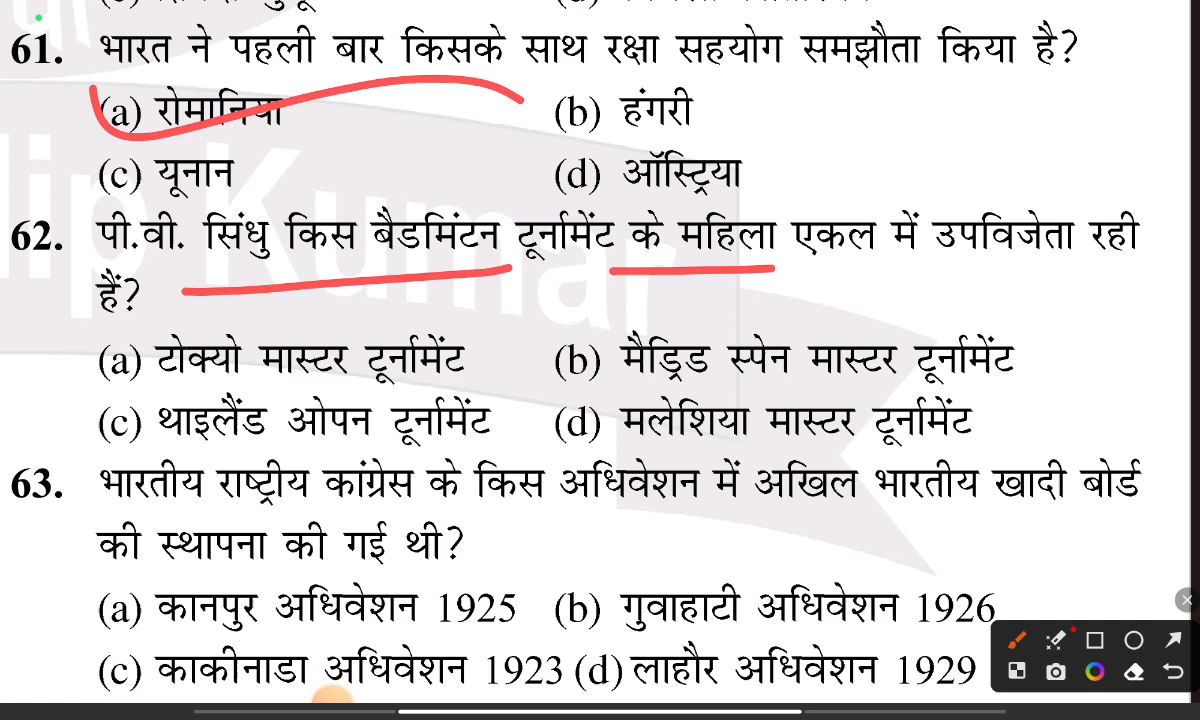 61. भारत ने पहली बार किसके साथ रक्षा सहयोग समझौता किया है?
(a) रोमानिया (b) हंगरी
(c) यूनान (d) ऑस्ट्रिया
62. पी.वी. सिंधु किस बैडमिंटन टूर्नामेंट के महिला एकल में उपविजेता रही
हैं?
(a) टोक्यो मास्टर टूर्नामेंट (b) मैड्रिड स्पेन मास्टर टूर्नामेंट
(c) थाइलैंड ओपन टूर्नामेंट (d) मलेशिया मास्टर टूर्नामेंट
63. भारतीय राष्ट्रीय कांग्रेस के किस अधिवेशन में अखिल भारतीय खादी बोर्ड
की स्थापना की गई थी?
(a) कानपुर अधिवेशन 1925 (b) गुवाहाटी अधिवेशन 1926
(c) काकीनाडा अधिवेशन 1923 (d) लाहौर अधिवेशन 1929
lip Kumar